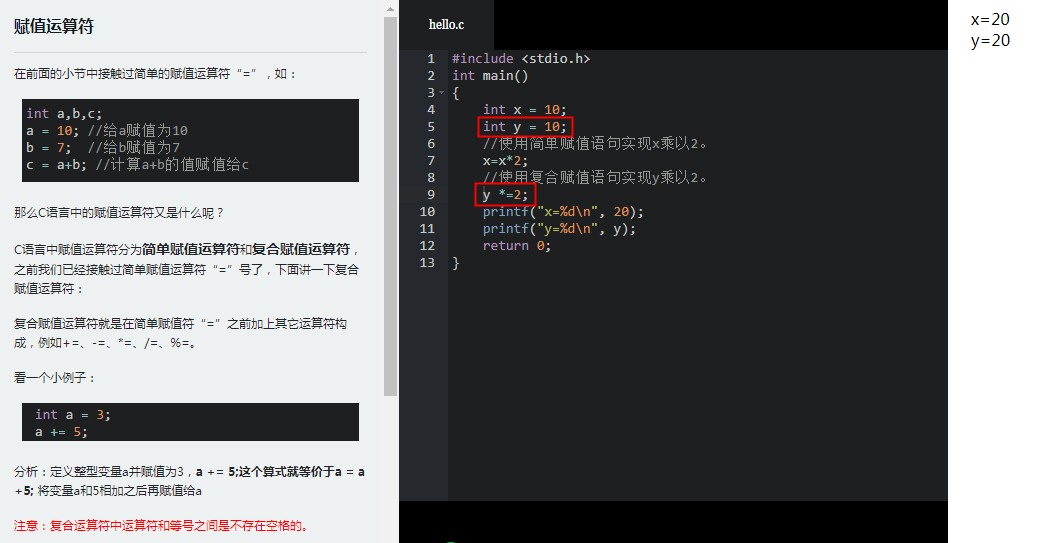 赋值运算符
在前面的小节中接触过简单的赋值运算符“=”，如：
int a,b,c;
a = 10; //给a赋值为10
b = 7;  //给b赋值为7
c = a+b; //计算a+b的值赋值给c
那么C语言中的赋值运算符又是什么呢？
C语言中赋值运算符分为简单赋值运算符和复合赋值运算符，
之前我们已经接触过简单赋值运算符“=”号了，下面讲一下复合
赋值运算符：
复合赋值运算符就是在简单赋值符“=”之前加上其它运算符构
成，例如+=、-=、*=、/=、%=。
看一个小例子：
int a = 3;
a += 5;
分析：定义整型变量a并赋值为3，a += 5;这个算式就等价于a = a
+5; 将变量a和5相加之后再赋值给a
注意：复合运算符中运算符和等号之间是不存在空格的。
hello.c
1 #include <stdio.h>
2 int main()
3 {
4     int x = 10;
5     int y = 10;
6     //使用简单赋值语句实现x乘以2。
7     x=x*2;
8     //使用复合赋值语句实现y乘以2。
9     y *=2;
10     printf("x=%d\n", 20);
11     printf("y=%d\n", y);
12     return 0;
13 }
x=20
y=20